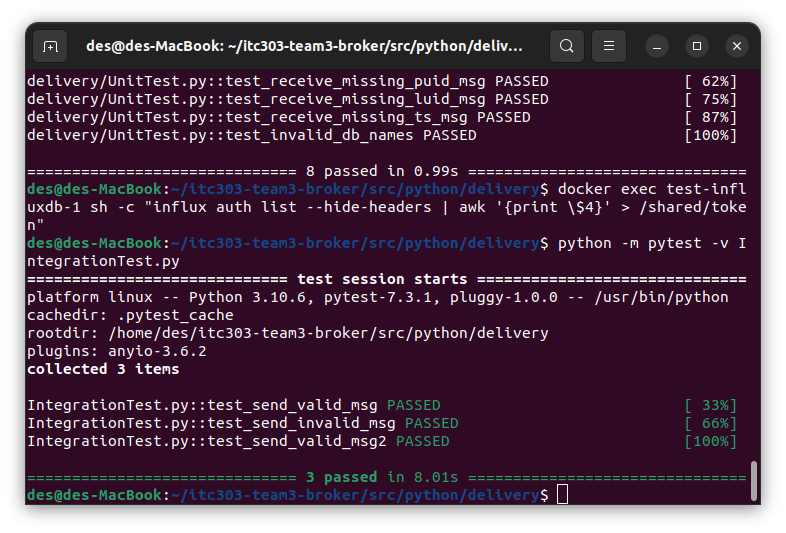 des@des-MacBook: ~/itc303-team3-broker/src/python/deliv...
delivery/UnitTest.py::test_receive_missing_puid_msg PASSED [ 62%]
delivery/UnitTest.py::test_receive_missing_luid_msg PASSED [ 75%]
delivery/UnitTest.py::test_receive_missing_ts_msg PASSED [ 87%]
delivery/UnitTest.py::test_invalid_db_names PASSED [100%]
============================== 8 passed in 0.99s ===============================
des@des-MacBook:~/itc303-team3-broker/src/python/delivery$ docker exec test-infl
uxdb-1 sh -c "influx auth list --hide-headers | awk '{print \$4}' > /shared/toke
n"
des@des-MacBook:~/itc303-team3-broker/src/python/delivery$ python -m pytest -v I
ntegrationTest.py
============================= test session starts ==============================
platform linux -- Python 3.10.6, pytest-7.3.1, pluggy-1.0.0 -- /usr/bin/python
cachedir: .pytest_cache
rootdir: /home/des/itc303-team3-broker/src/python/delivery
plugins: anyio-3.6.2
collected 3 items
IntegrationTest.py::test_send_valid_msg PASSED [ 33%]
IntegrationTest.py::test_send_invalid_msg PASSED [ 66%]
IntegrationTest.py::test_send_valid_msg2 PASSED [100%]
============================== 3 passed in 8.01s ===============================
des@des-MacBook:~/itc303-team3-broker/src/python/delivery$